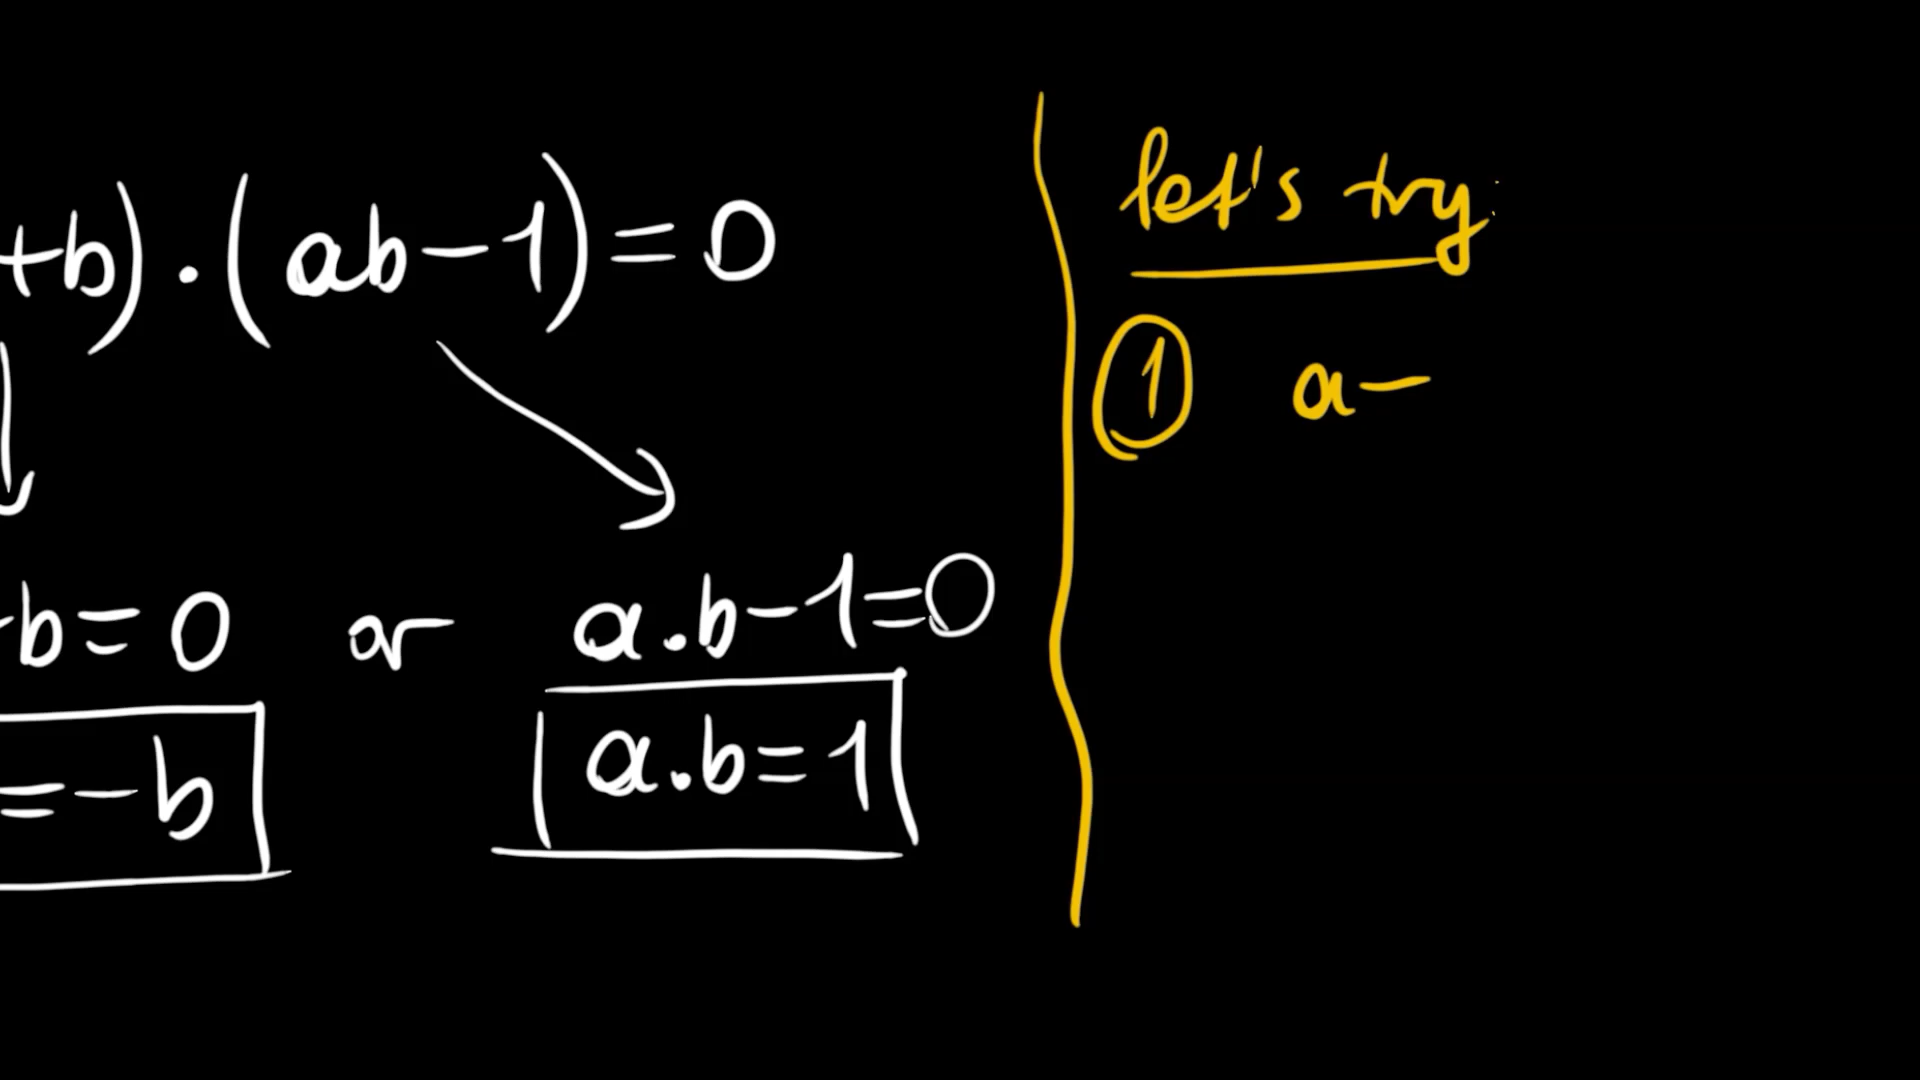 +b).(ab-1)=0
b=0 or a.b-1=0
=-b
a.b=1
let's try:
1 a-